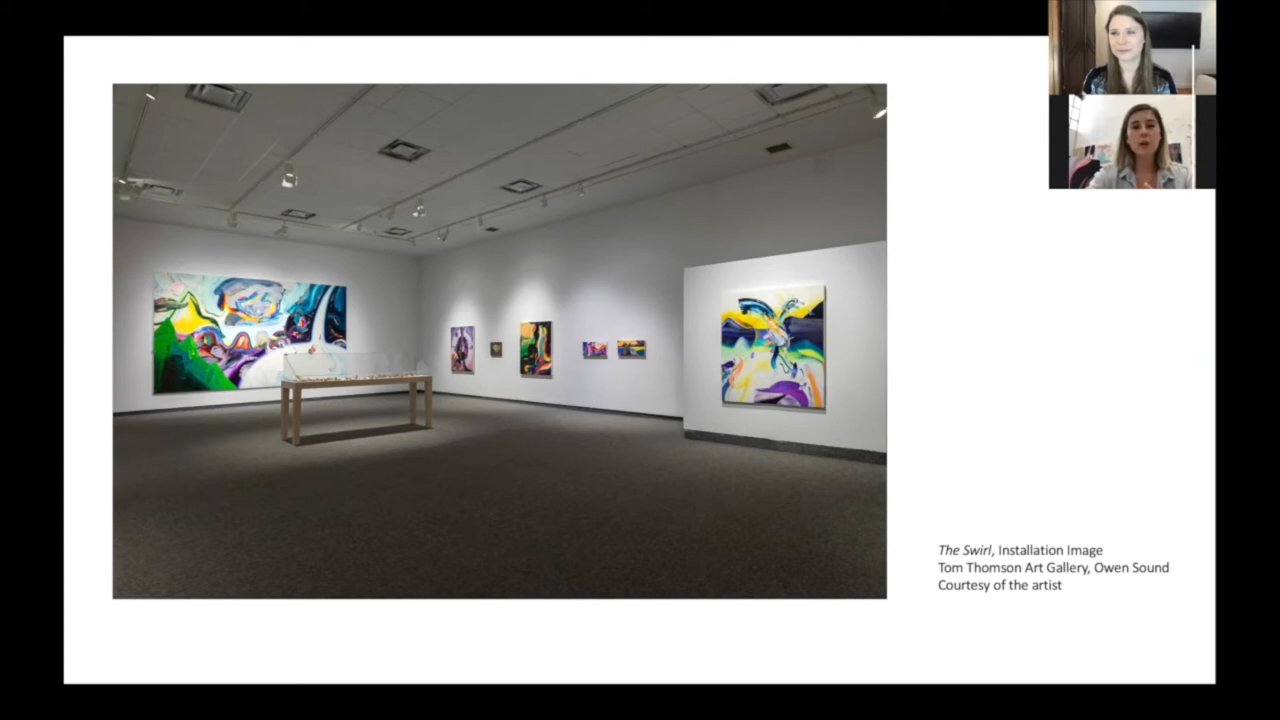 The Swirl, Installation Image
Tom Thomson Art Gallery, Owen Sound
Courtesy of the artist